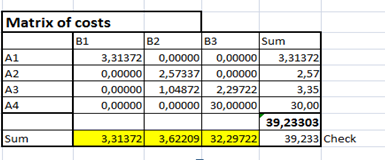 Matrix of costs
B1 B2 B3 Sum
A1 3,31372 0,00000 0,00000 3,31372
A2 0,00000 2,57337 0,00000 2,57
A3 0,00000 1,04872 2,29722 3,35
A4 0,00000 0,00000 30,00000 30,00
39,23303
Sum 3,31372 3,62209 32,29722 39,233 Check